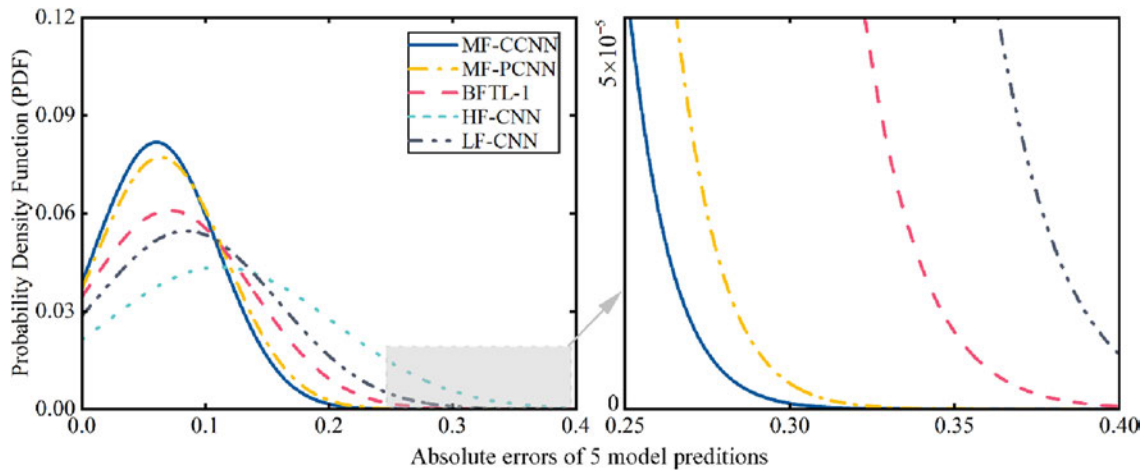 Probability Density Function (PDF)
0.12
0.09
0.06
0.03
0.00
0.0
0.1
0.2
0.3
0.4
MF-CCNN
MF-PCNN
BFTL-1
HF-CNN
LF-CNN
5×10⁻⁵
0
0.25
0.30
0.35
0.40
Absolute errors of 5 model preditions